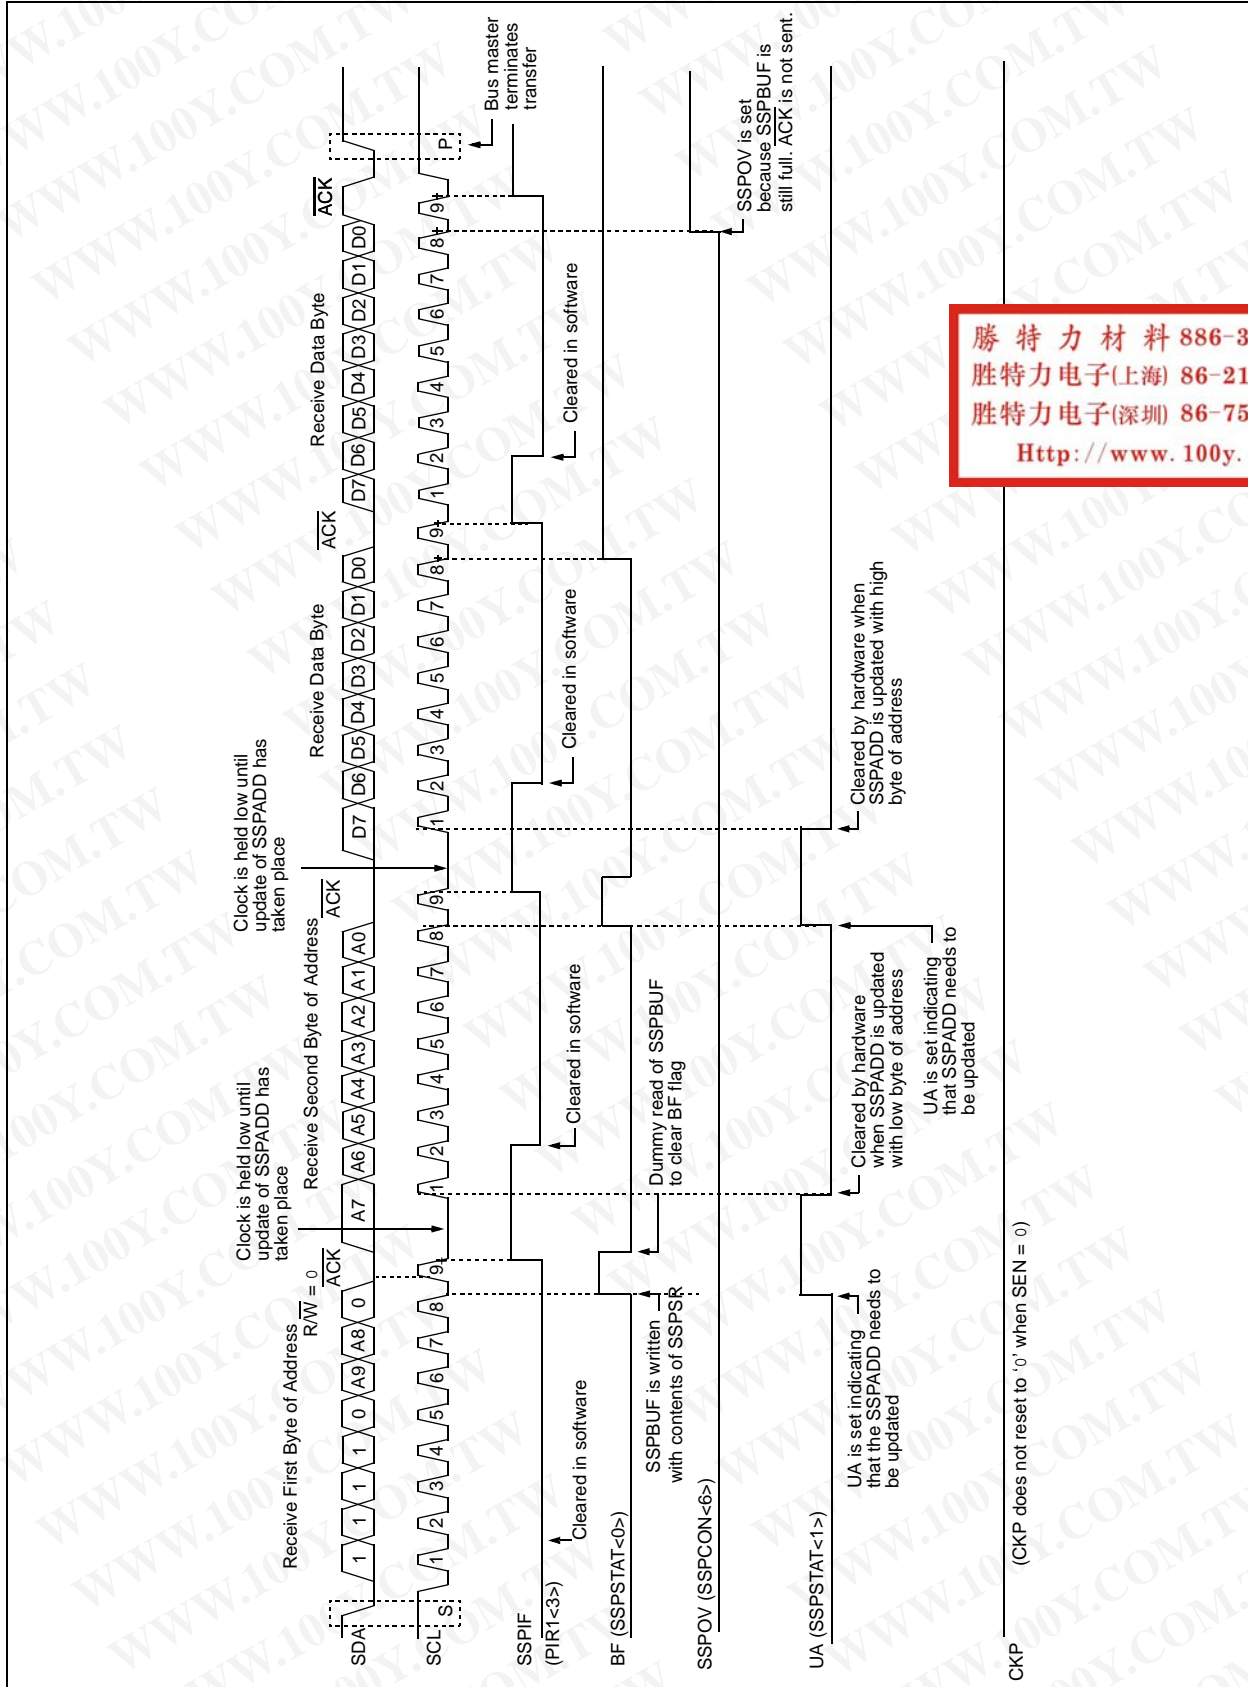 Receive First Byte of Address
R/W = 0
ACK
Receive Second Byte of Address
ACK
Receive Data Byte
ACK
Receive Data Byte
ACK
Clock is held low until
update of SSPADD has
taken place
Clock is held low until
update of SSPADD has
taken place
SDA
1 1 1 1 0 A9 A8 0
A7 A6 A5 A4 A3 A2 A1 A0
D7 D6 D5 D4 D3 D2 D1 D0
D7 D6 D5 D4 D3 D2 D1 D0
SCL
S
1 2 3 4 5 6 7 8 9
1 2 3 4 5 6 7 8 9
1 2 3 4 5 6 7 8 9
1 2 3 4 5 6 7 8 9
P
Bus master
terminates
transfer
SSPIF
(PIR1<3>)
Cleared in software
Cleared in software
Cleared in software
Cleared in software
BF (SSPSTAT<0>)
SSPBUF is written
with contents of SSPSR
Dummy read of SSPBUF
to clear BF flag
SSPOV (SSPCON<6>)
SSPOV is set
because SSPBUF is
still full. ACK is not sent.
UA (SSPSTAT<1>)
UA is set indicating
that the SSPADD needs to
be updated
Cleared by hardware
when SSPADD is updated
with low byte of address
UA is set indicating
that SSPADD needs to
be updated
Cleared by hardware when
SSPADD is updated with high
byte of address
CKP
(CKP does not reset to ‘0’ when SEN = 0)
勝 特 力 材 料 886-3
胜特力电子(上海) 86-21
胜特力电子(深圳) 86-75
Http://www. 100y.
WWW.100Y.COM.TW